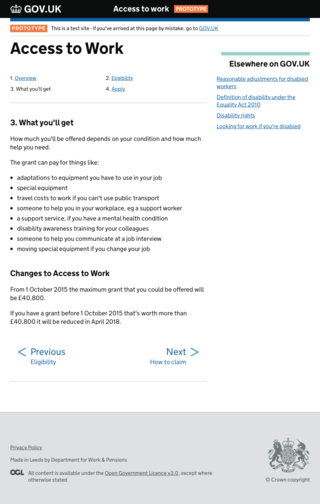 GOV.UK
Access to work PROTOTYPE
PROTOTYPE This is a test site - if you've arrived at this page by mistake, go to GOV.UK
Access to Work
1. Overview
2. Eligibility
3. What you'll get
4. Apply
Elsewhere on GOV.UK
Reasonable adjustments for disabled
workers
Definition of disability under the
Equality Act 2010
Disability rights
Looking for work if you're disabled
3. What you'll get
How much you'll be offered depends on your condition and how much
help you need.
The grant can pay for things like:
• adaptations to equipment you have to use in your job
• special equipment
• travel costs to work if you can't use public transport
• someone to help you in your workplace, eg a support worker
• a support service, if you have a mental health condition
• disability awareness training for your colleagues
• someone to help you communicate at a job interview
• moving special equipment if you change your job
Changes to Access to Work
From 1 October 2015 the maximum grant that you could be offered will
be £40,800.
If you have a grant before 1 October 2015 that's worth more than
£40,800 it will be reduced in April 2018.
< Previous
Eligibility
Next >
How to claim
Privacy Policy
Made in Leeds by Department for Work & Pensions
OGL All content is available under the Open Government Licence v3.0, except where
otherwise stated
© Crown copyright